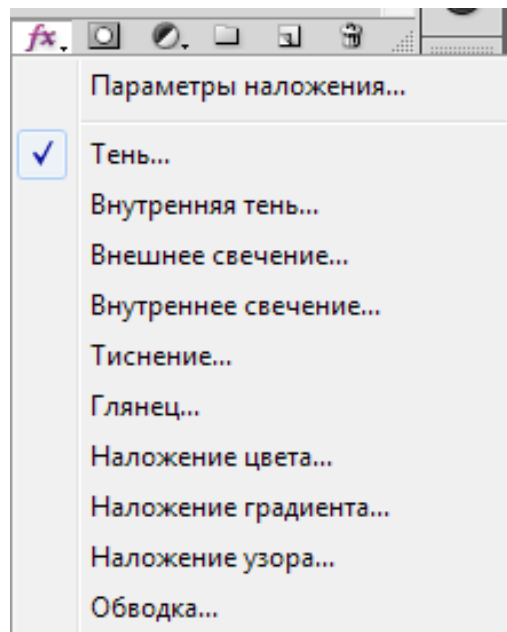 fx.
Параметры наложения...
Тень...
Внутренняя тень...
Внешнее свечение...
Внутреннее свечение...
Тиснение...
Глянец...
Наложение цвета...
Наложение градиента...
Наложение узора...
Обводка...